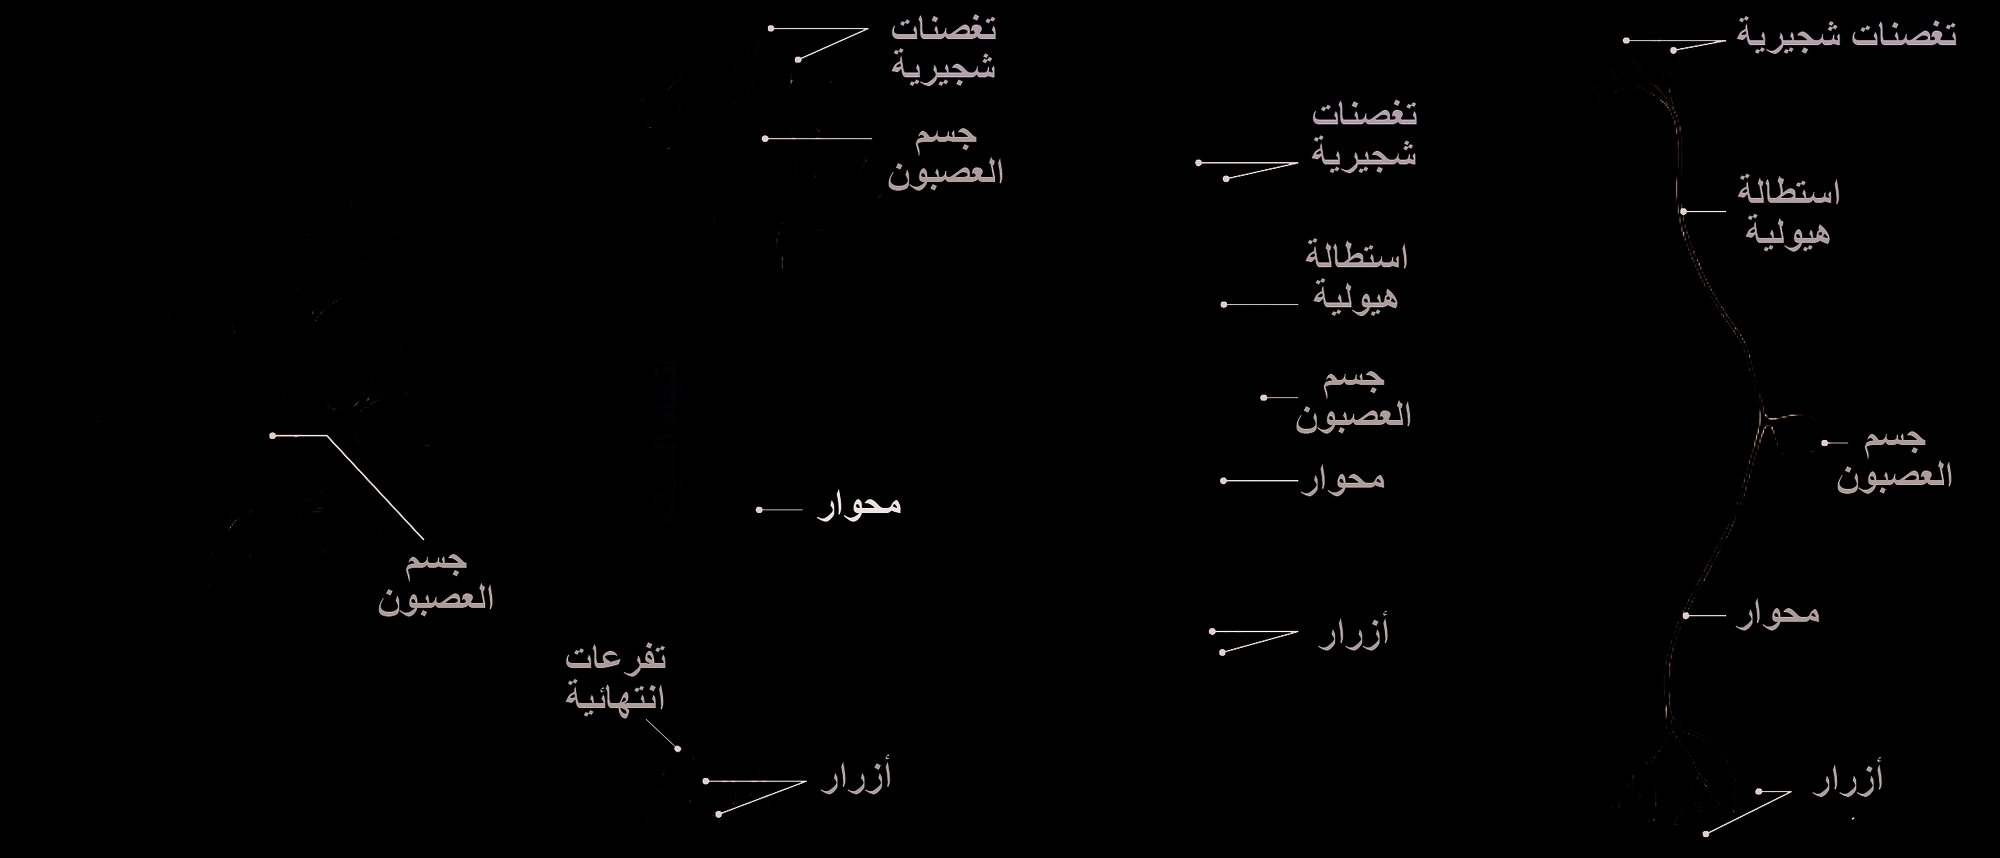 تغصنات
شجيرية
جسم
العصبون
محوار
تفرعات
انتهائية
أزرار
جسم
العصبون
تغصنات
شجيرية
استطالة
هيولية
جسم
العصبون
محوار
أزرار
تغصنات شجيرية
استطالة
هيولية
جسم
العصبون
محوار
أزرار